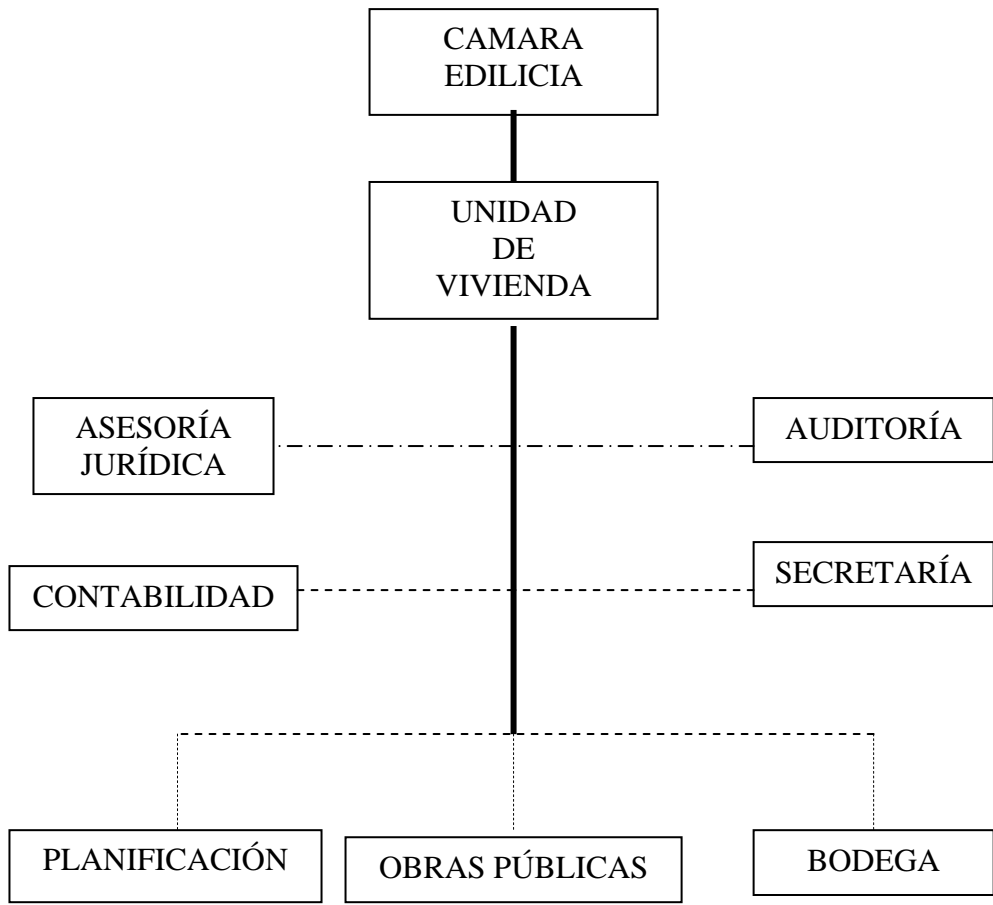 CAMARA
EDILICIA
UNIDAD
DE
VIVIENDA
ASESORÍA
JURÍDICA
AUDITORÍA
CONTABILIDAD
SECRETARÍA
PLANIFICACIÓN
OBRAS PÚBLICAS
BODEGA